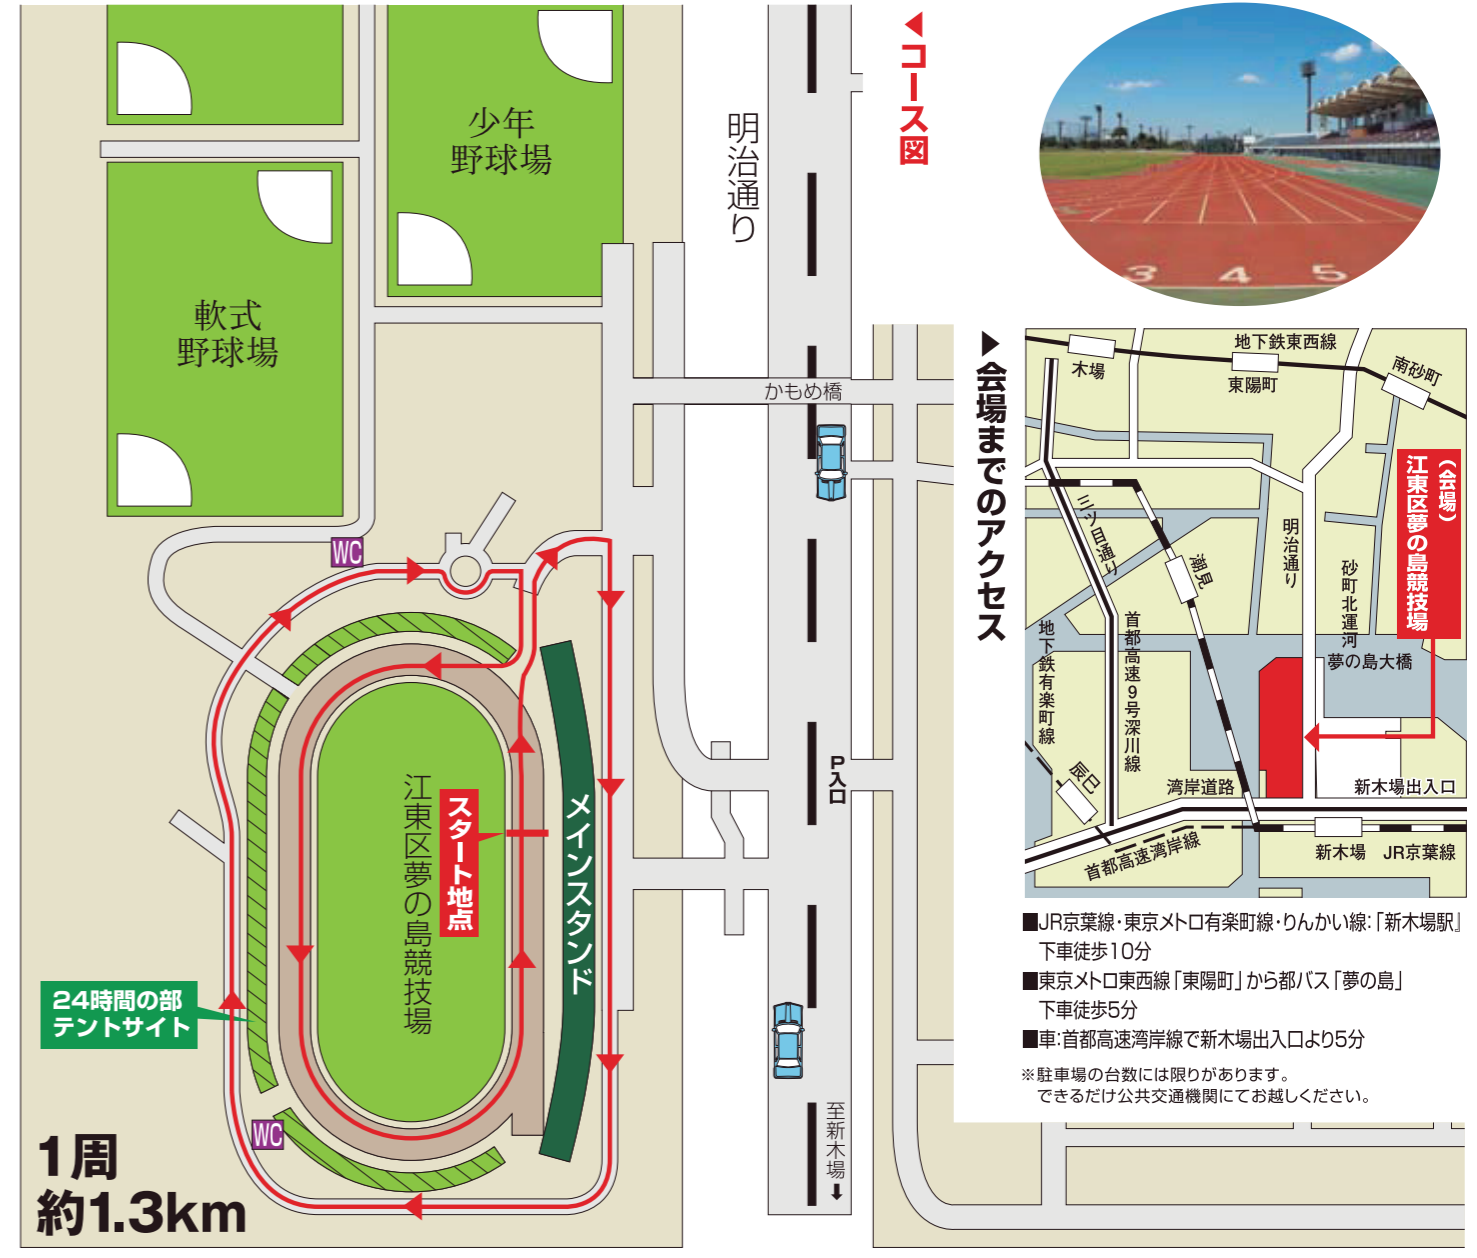 ◀コース図
少年
野球場
軟式
野球場
明治通り
かもめ橋
WC
江東区夢の島競技場
スタート地点
メインスタンド
P入口
24時間の部
テントサイト
WC
1周
約1.3km
至新木場➡
3 4 5
▶会場までのアクセス
地下鉄東西線
木場
東陽町
南砂町
(会場)
江東区夢の島競技場
三ツ目通り
潮見
明治通り
砂町北運河
地下鉄有楽町線
首都高速9号深川線
夢の島大橋
辰巳
湾岸道路
新木場出入口
首都高速湾岸線
新木場
JR京葉線
■JR京葉線・東京メトロ有楽町線・りんかい線:「新木場駅」
下車徒歩10分
■東京メトロ東西線「東陽町」から都バス「夢の島」
下車徒歩5分
■車:首都高速湾岸線で新木場出入口より5分
※駐車場の台数には限りがあります。
できるだけ公共交通機関にてお越しください。